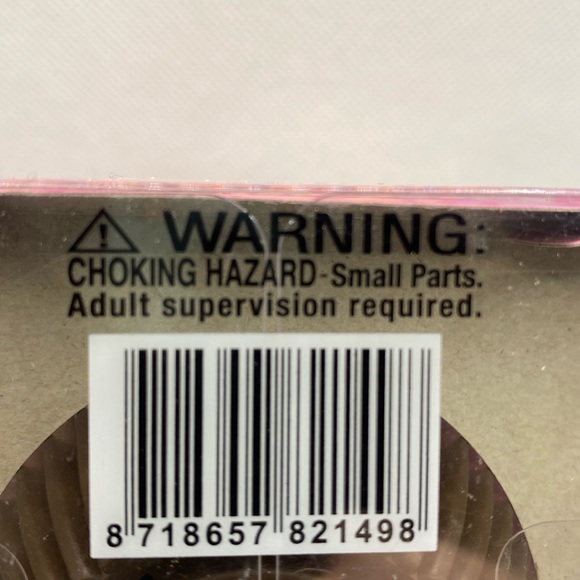 WARNING:
CHOKING HAZARD-Small Parts.
Adult supervision required.
8 718657 821498